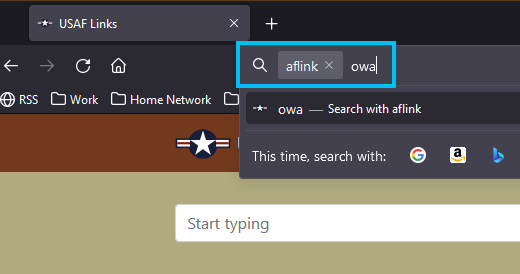 USAF Links
aflink owa
RSS Work Home Network
owa — Search with aflink
This time, search with:
Start typing